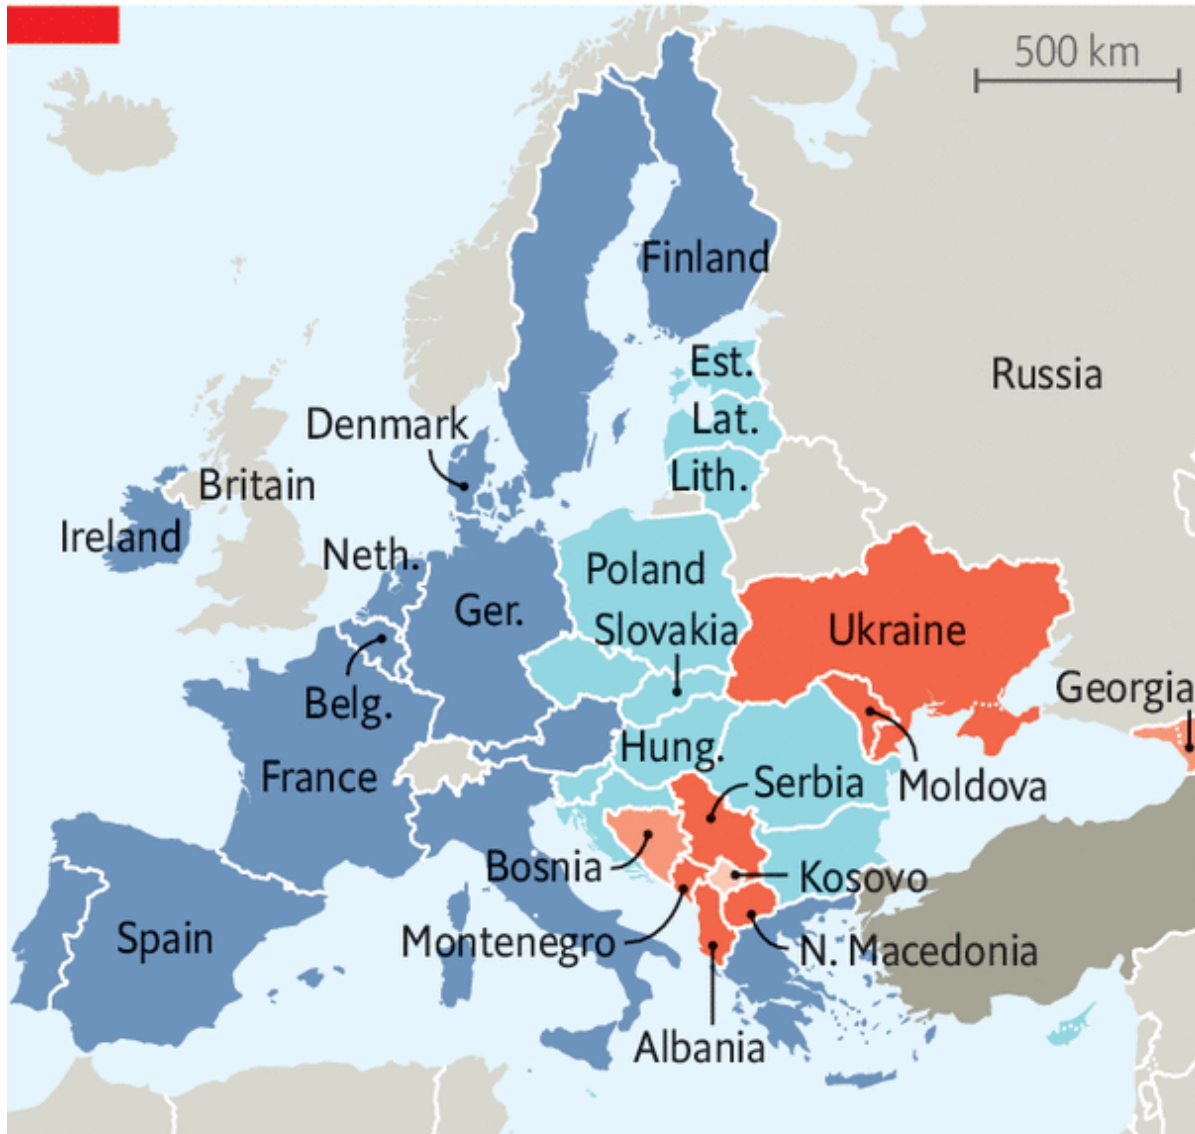 500 km
Finland
Est.
Russia
Lat.
Denmark
Lith.
Britain
Ireland
Neth.
Poland
Ger.
Slovakia
Ukraine
Georgia
Belg.
Hung.
France
Serbia
Moldova
Bosnia
Kosovo
Spain
Montenegro
N. Macedonia
Albania